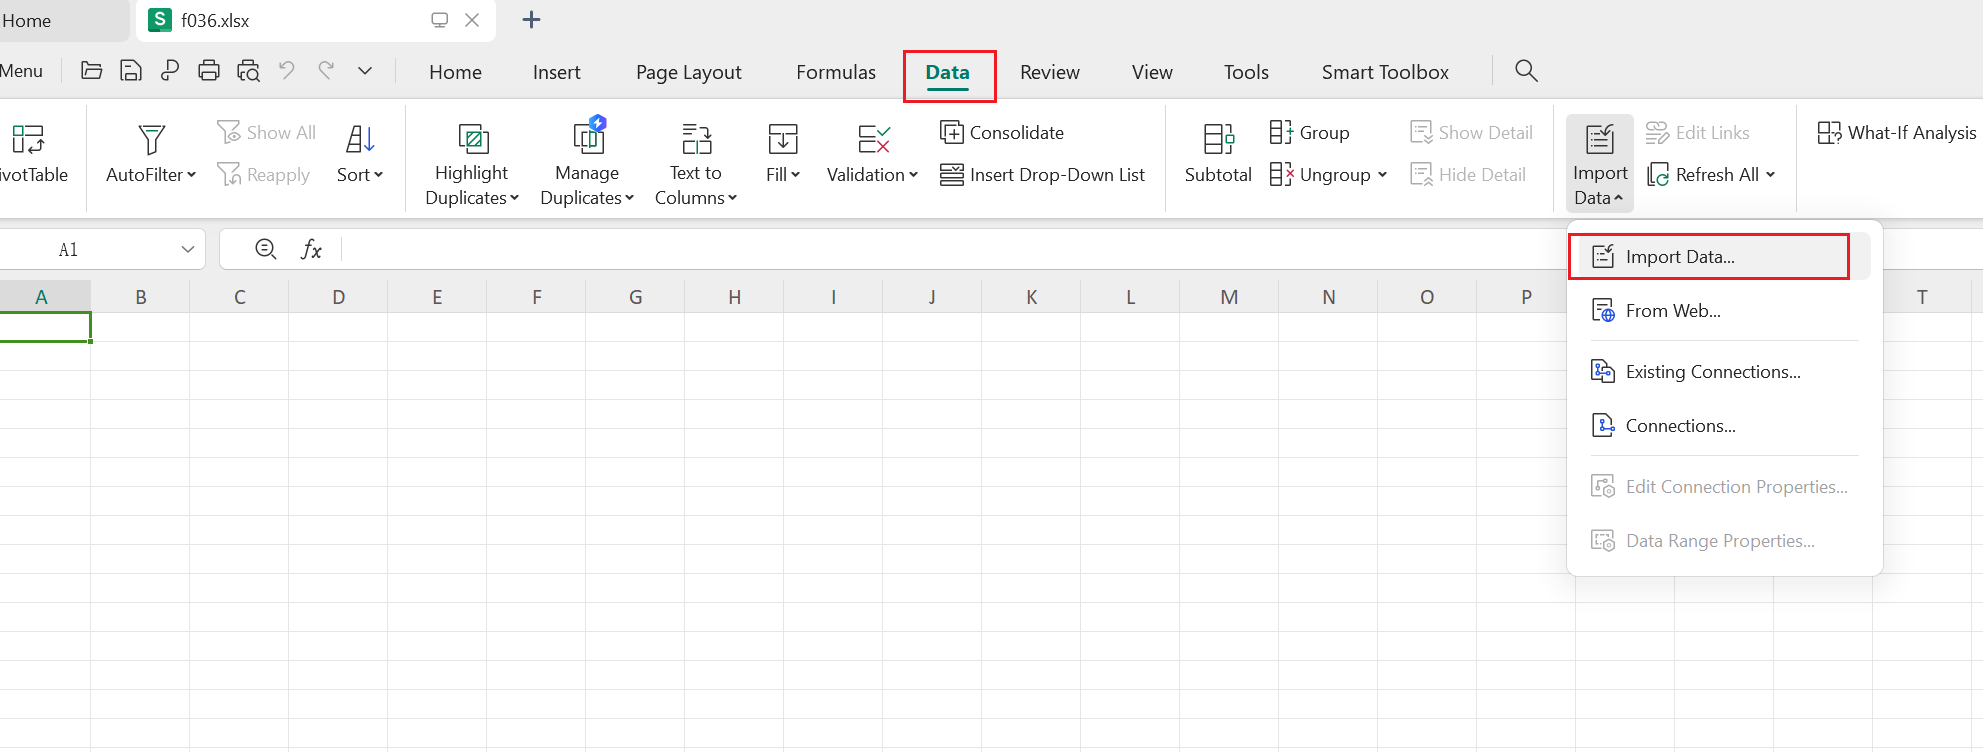 Home
S f036.xlsx
Menu
Home Insert Page Layout Formulas Data Review View Tools Smart Toolbox
ivotTable
AutoFilter
Show All
Reapply
Sort
Highlight
Duplicates
Manage
Duplicates
Text to
Columns
Fill
Validation
Consolidate
Insert Drop-Down List
Subtotal
Group
Ungroup
Show Detail
Hide Detail
Import
Data
Edit Links
Refresh All
What-If Analysis
A1
fx
A B C D E F G H I J K L M N O P T
Import Data...
From Web...
Existing Connections...
Connections...
Edit Connection Properties...
Data Range Properties...